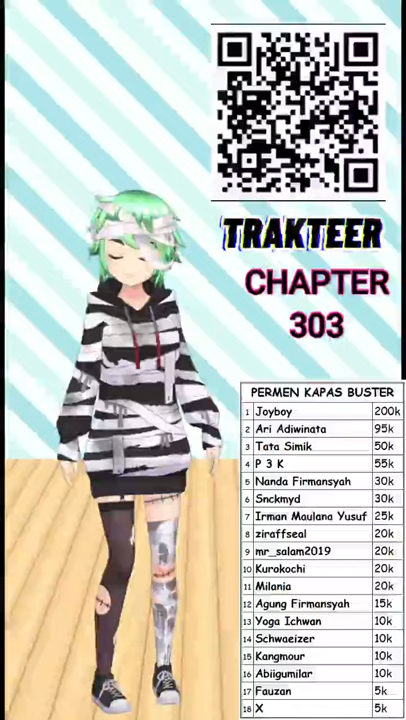 TRAKTEER
CHAPTER
303
PERMEN KAPAS BUSTER
1 Joyboy 200k
2 Ari Adiwinata 95k
3 Tata Simik 50k
4 P 3 K 55k
5 Nanda Firmansyah 30k
6 Snckmyd 30k
7 Irman Maulana Yusuf 25k
8 ziraffseal 20k
9 mr_salam2019 20k
10 Kurokochi 20k
11 Milania 20k
12 Agung Firmansyah 15k
13 Yoga Ichwan 10k
14 Schwaeizer 10k
15 Kangmour 10k
16 Abiigumilar 10k
17 Fauzan 5k
18 X 5k